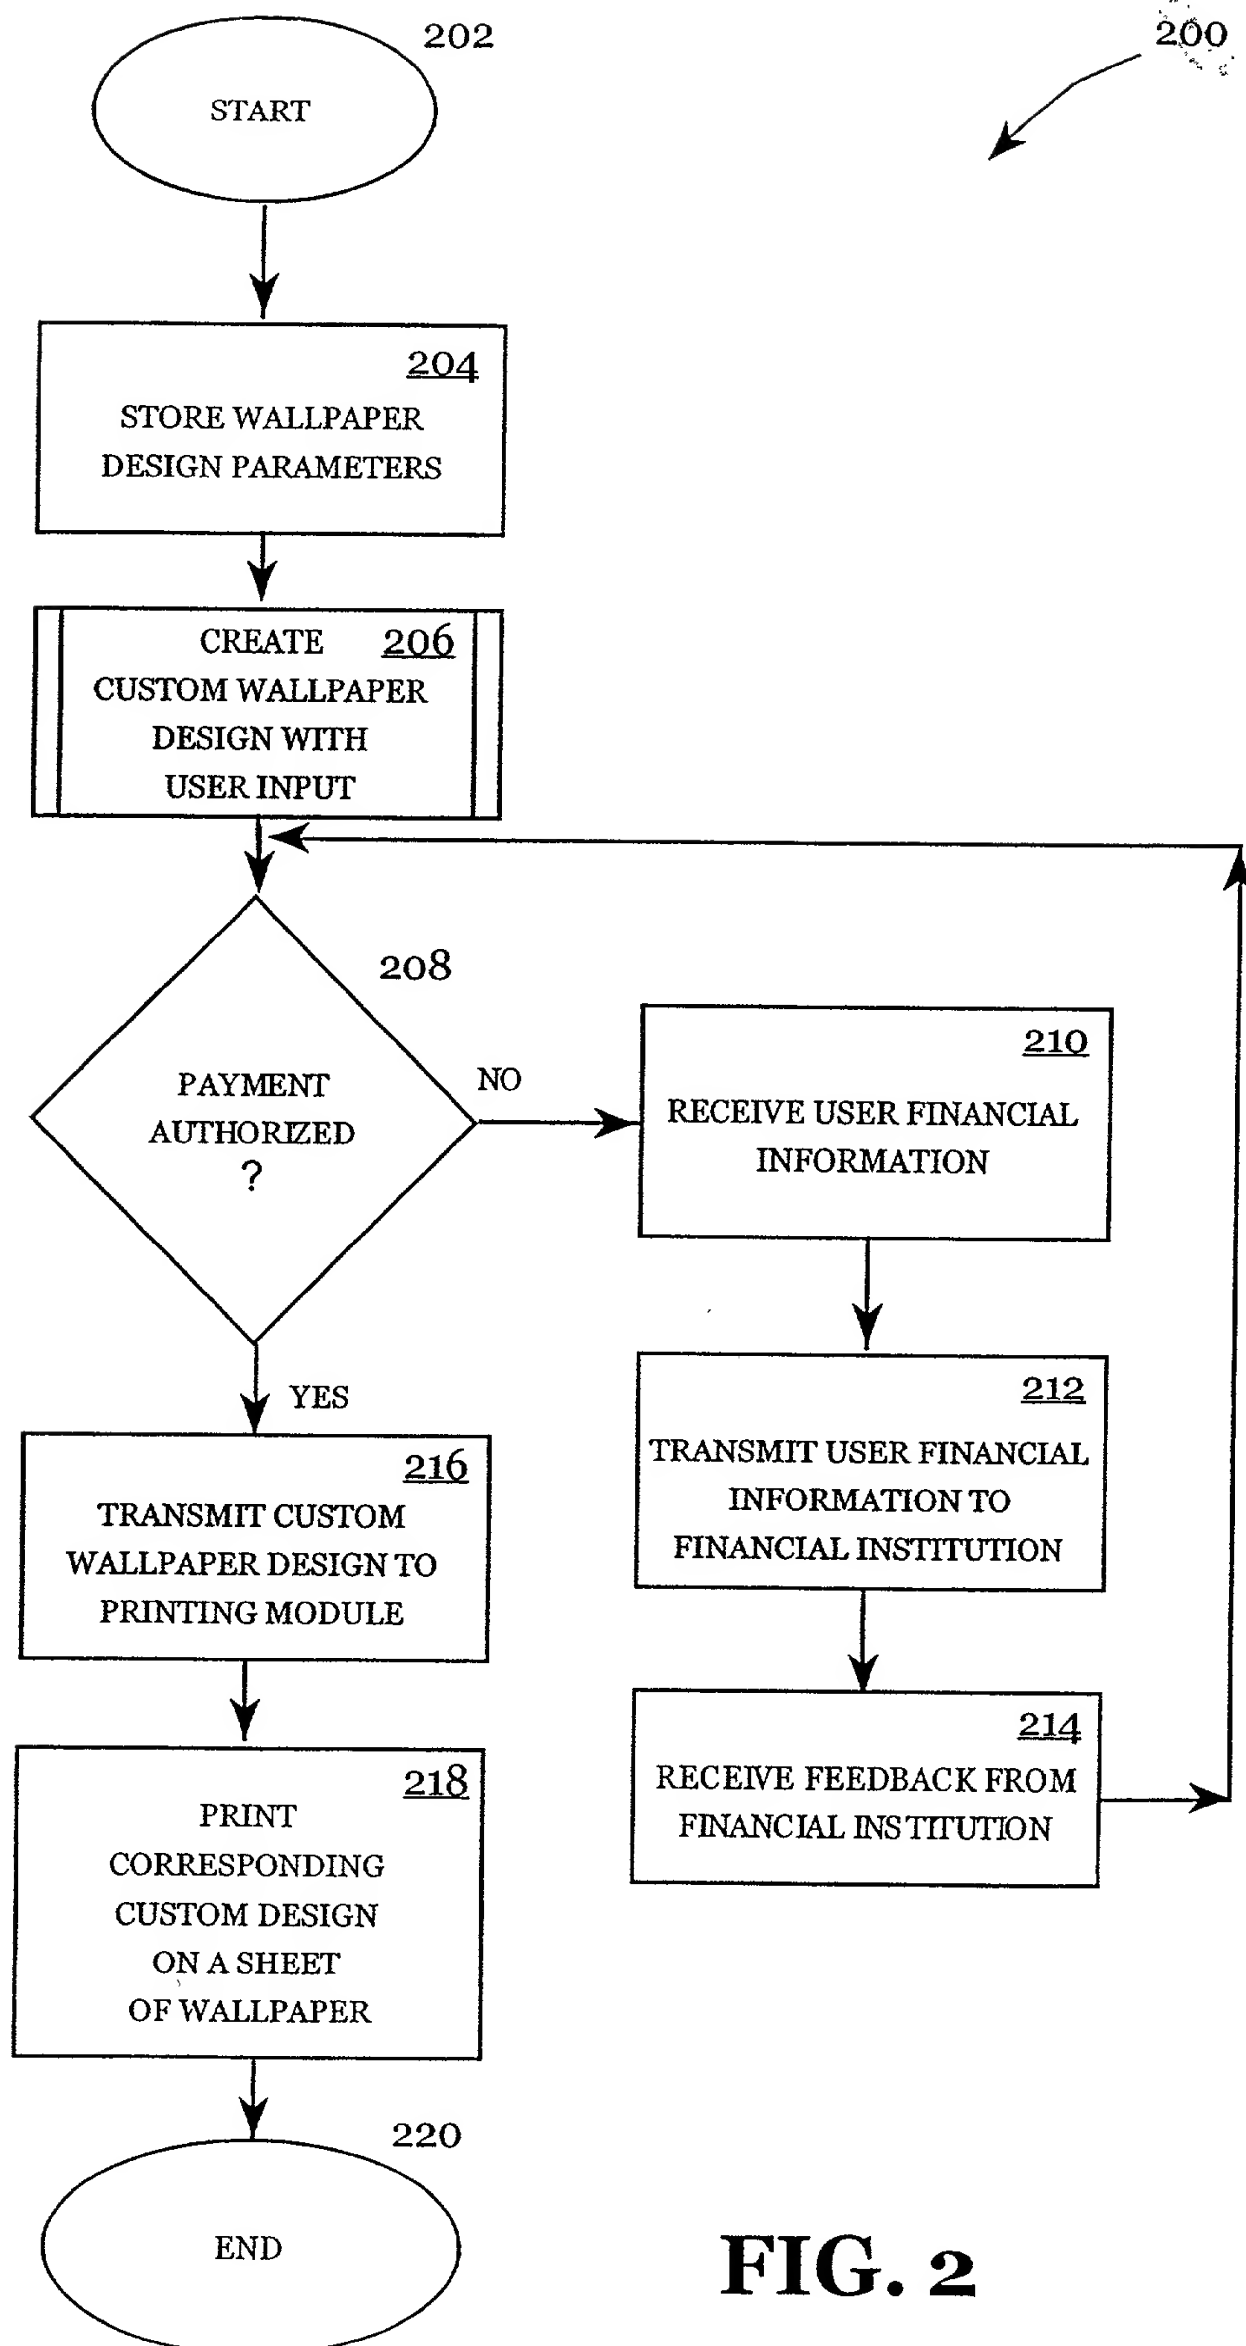 202
200
START
204
STORE WALLPAPER
DESIGN PARAMETERS
CREATE 206
CUSTOM WALLPAPER
DESIGN WITH
USER INPUT
208
PAYMENT
AUTHORIZED
?
NO
210
RECEIVE USER FINANCIAL
INFORMATION
212
TRANSMIT USER FINANCIAL
INFORMATION TO
FINANCIAL INSTITUTION
214
RECEIVE FEEDBACK FROM
FINANCIAL INSTITUTION
YES
216
TRANSMIT CUSTOM
WALLPAPER DESIGN TO
PRINTING MODULE
218
PRINT
CORRESPONDING
CUSTOM DESIGN
ON A SHEET
OF WALLPAPER
220
END
FIG. 2